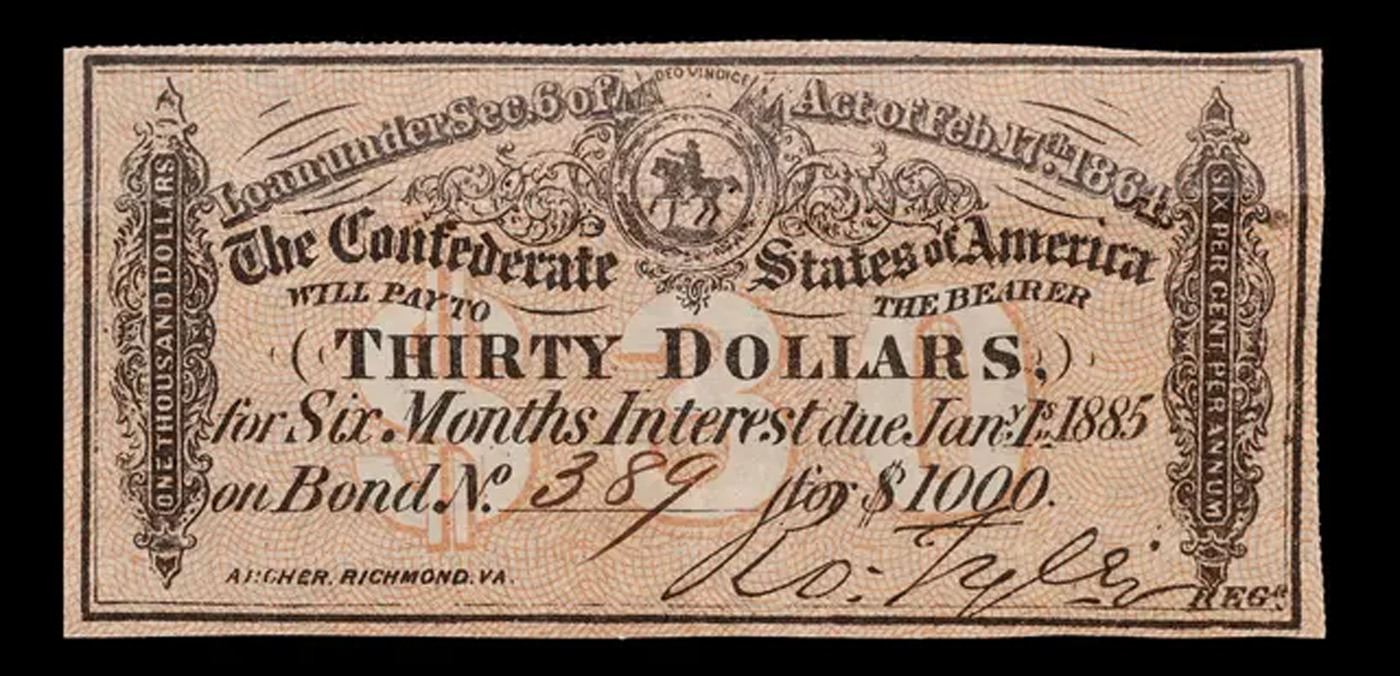 DEO VINDICE
Loan under Sec. 6 of Act of Feb. 17th 1864.
The Confederate States of America
WILL PAY TO THE BEARER
THIRTY DOLLARS,
for Six Months Interest due Jany. 1st. 1885
on Bond No. 389 for $1000.
Ro: Tyler
REGR.
ARCHER. RICHMOND. VA.
ONE THOUSAND DOLLARS
SIX PER CENT PER ANNUM
$30